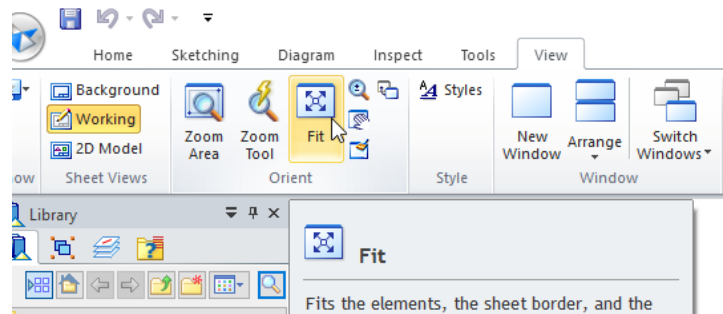 Home Sketching Diagram Inspect Tools View
Background
Working
2D Model
Sheet Views
Zoom Area
Zoom Tool
Fit
Orient
Styles
Style
New Window
Arrange
Switch Windows
Window
Library
Fit
Fits the elements, the sheet border, and the